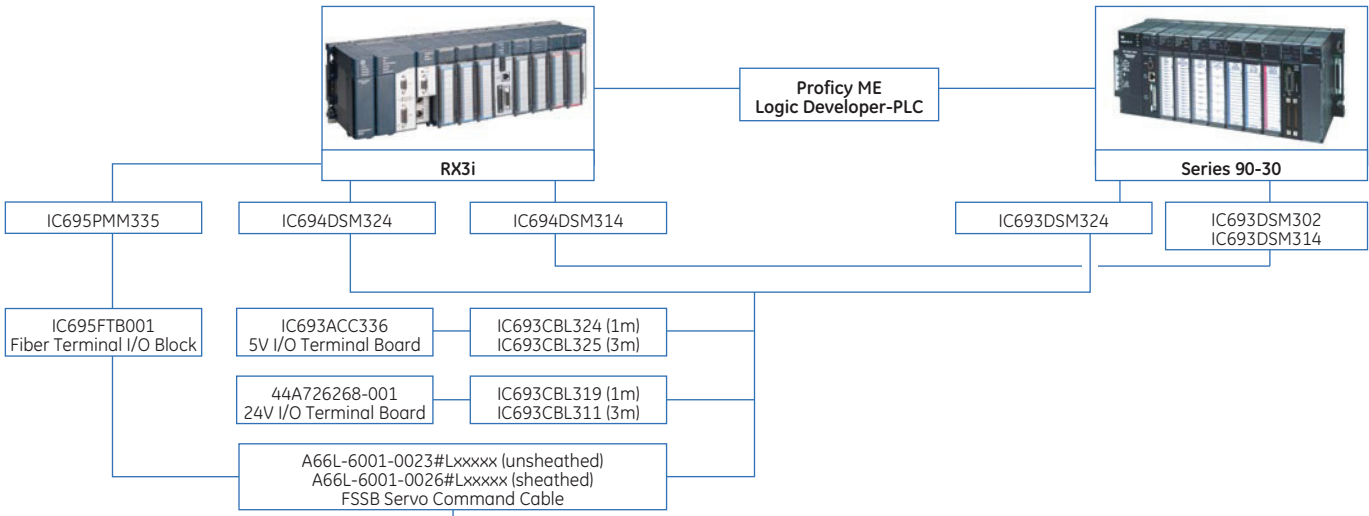 Proficy ME
Logic Developer-PLC
RX3i
Series 90-30
IC695PMM335
IC694DSM324
IC694DSM314
IC693DSM324
IC693DSM302
IC693DSM314
IC695FTB001
Fiber Terminal I/O Block
IC693ACC336
5V I/O Terminal Board
IC693CBL324 (1m)
IC693CBL325 (3m)
44A726268-001
24V I/O Terminal Board
IC693CBL319 (1m)
IC693CBL311 (3m)
A66L-6001-0023#Lxxxxx (unsheathed)
A66L-6001-0026#Lxxxxx (sheathed)
FSSB Servo Command Cable